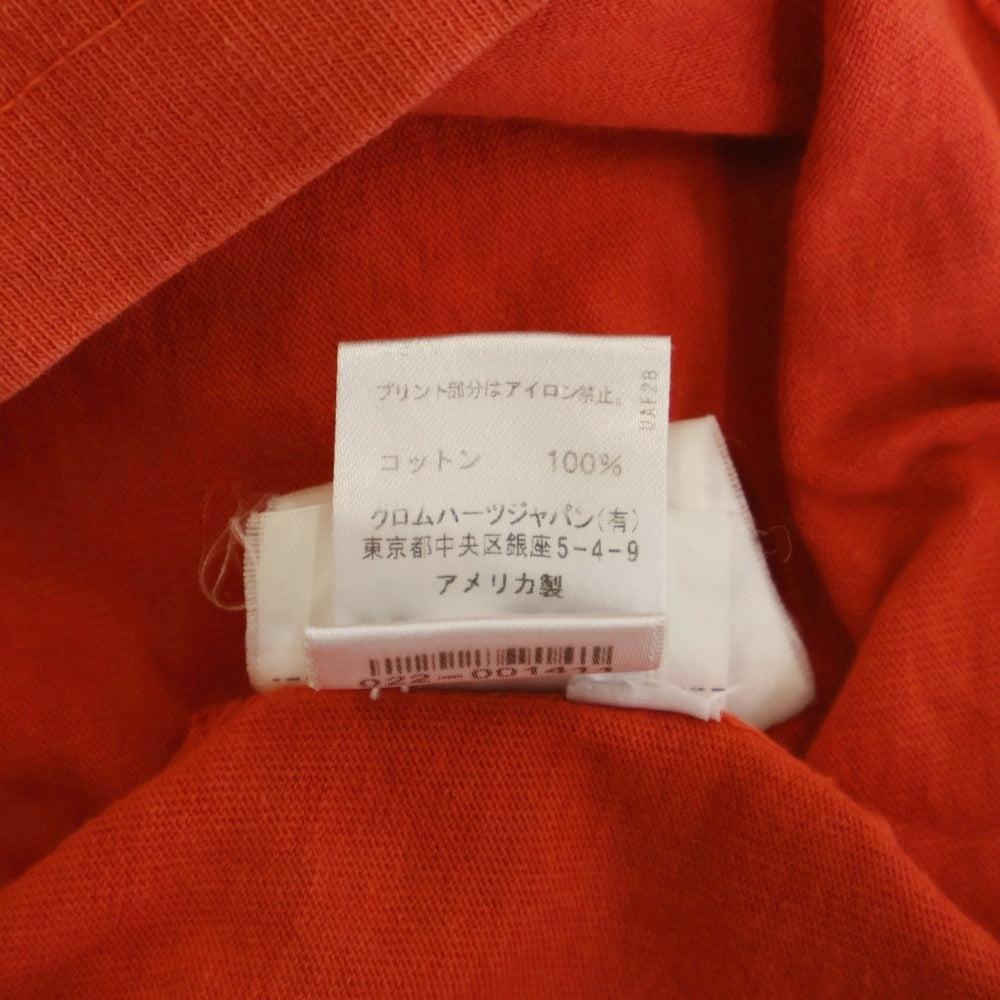 プリント部分はアイロン禁止。
UAF28
コットン 100%
クロムハーツジャパン(有)
東京都中央区銀座5-4-9
アメリカ製